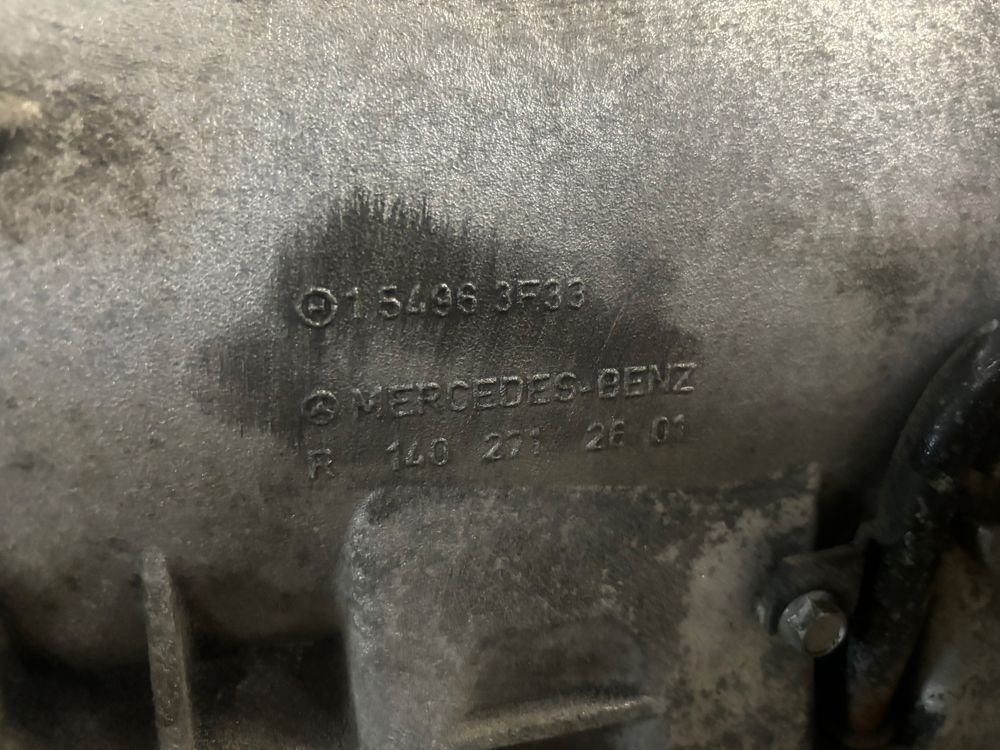 H 1 5496 3F33
MERCEDES-BENZ
R 140 271 26 01